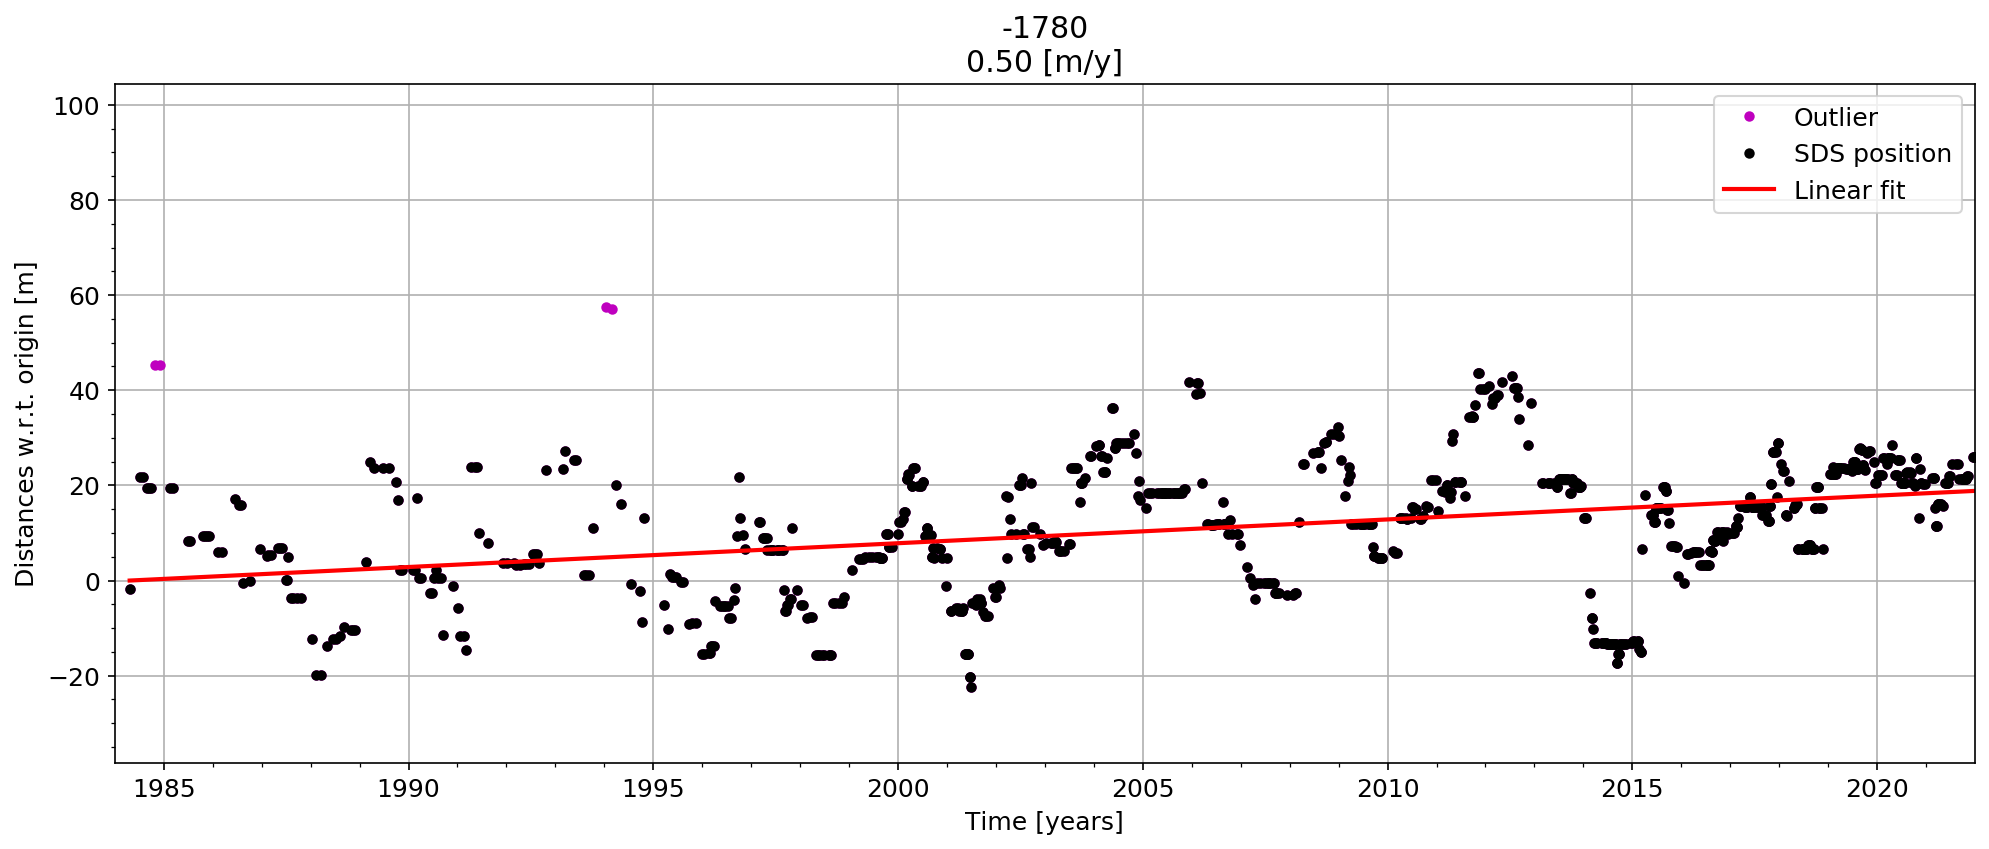 -1780
0.50 [m/y]
100
80
60
40
20
0
−20
Distances w.r.t. origin [m]
Outlier
SDS position
Linear fit
1985 1990 1995 2000 2005 2010 2015 2020
Time [years]